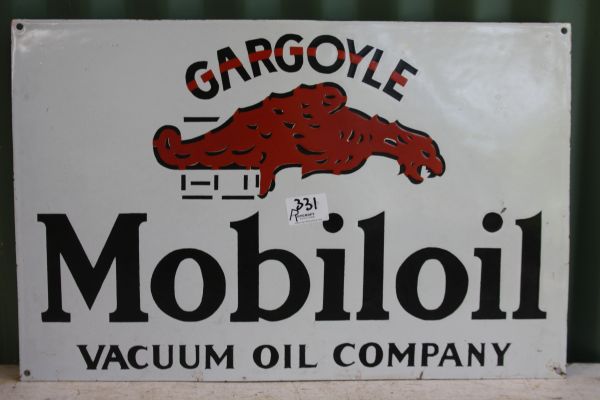 GARGOYLE
331
Mobiloil
VACUUM OIL COMPANY